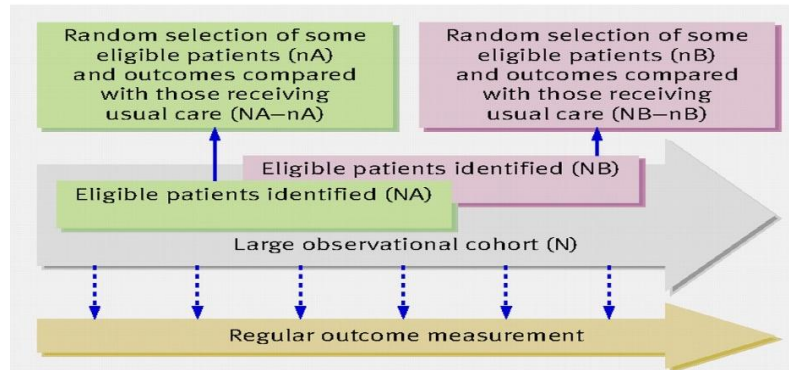 Random selection of some
eligible patients (nA)
and outcomes compared
with those receiving
usual care (NA–nA)
Random selection of some
eligible patients (nB)
and outcomes compared
with those receiving
usual care (NB–nB)
Eligible patients identified (NB)
Eligible patients identified (NA)
Large observational cohort (N)
Regular outcome measurement